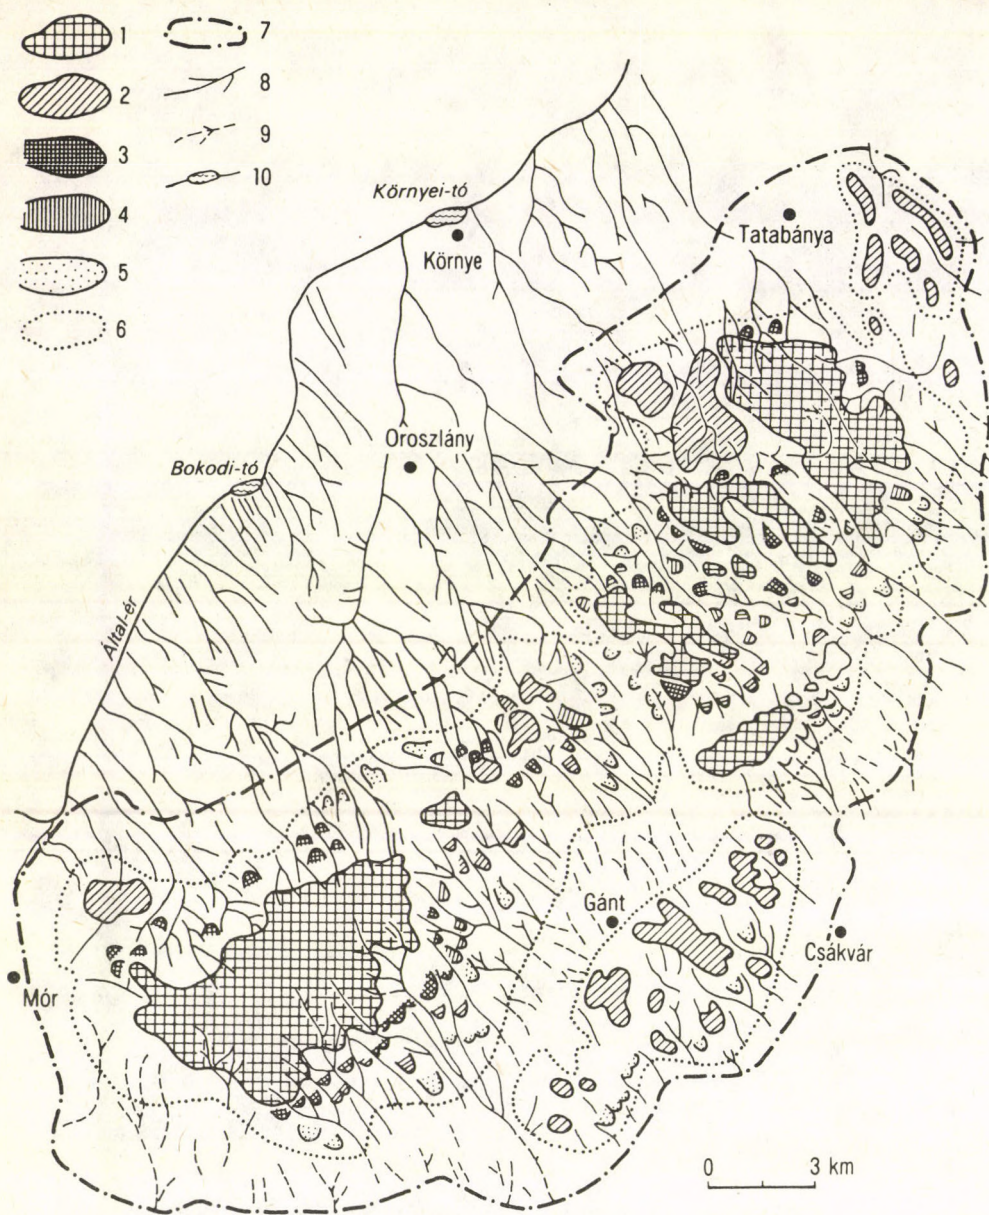 1
2
3
4
5
6
7
8
9
10
Környei-tó
Környe
Tatabánya
Oroszlány
Bokodi-tó
Által-ér
Gánt
Csákvár
Mór
0 3 km